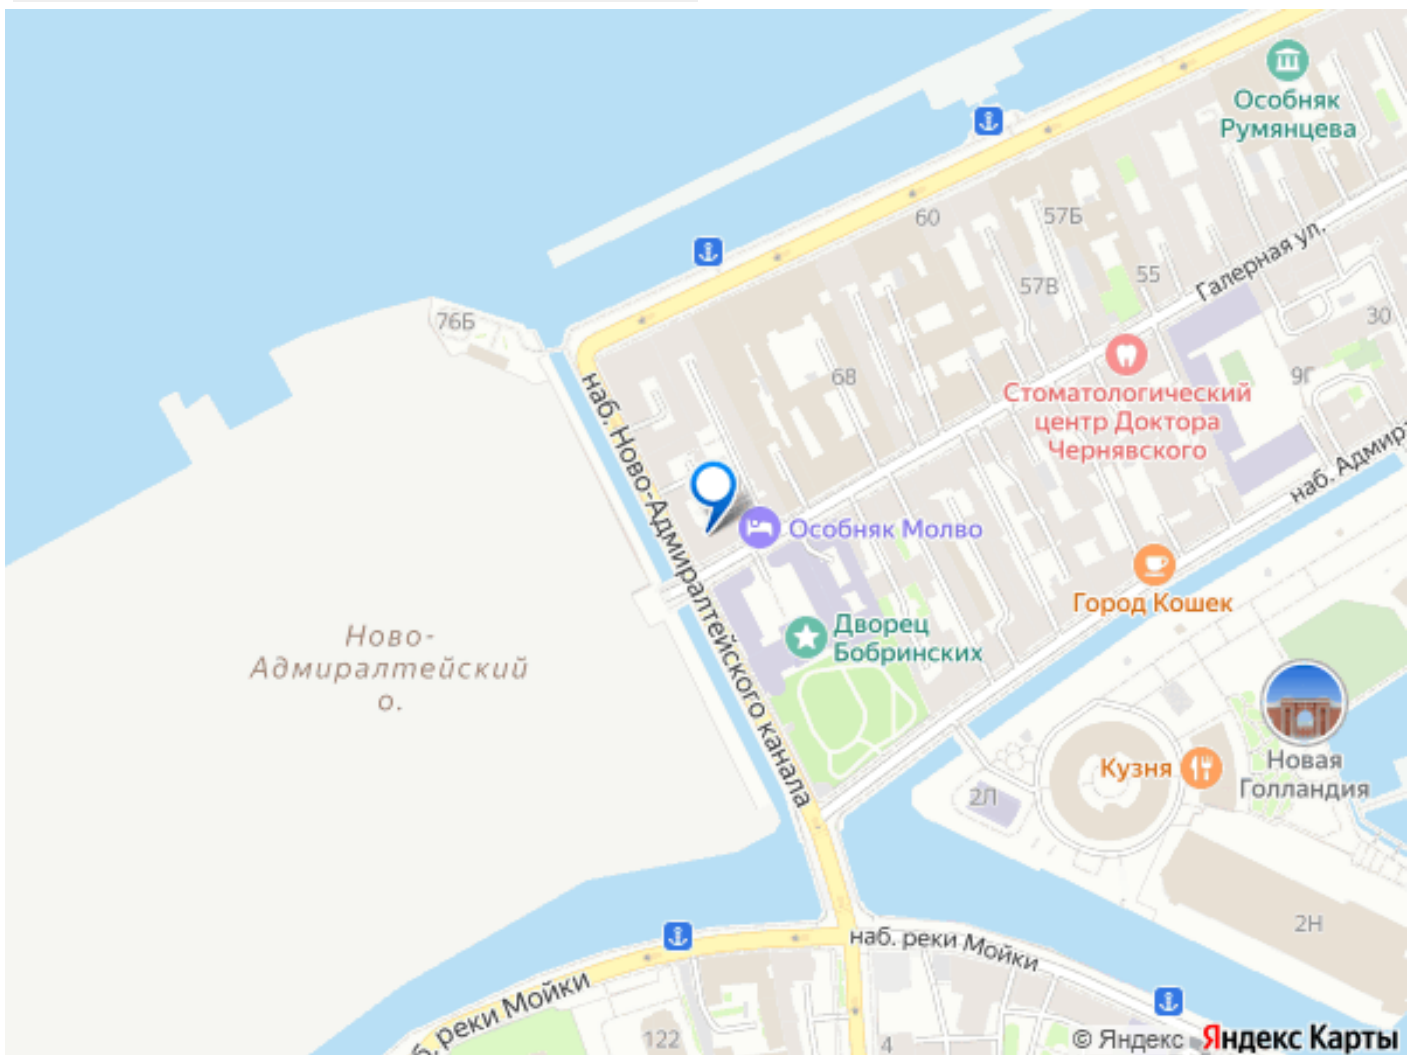 Особняк
Румянцева
60
57Б
57В
55
Галерная ул.
30
76Б
68
9Г
Стоматологический
центр Доктора
Чернявского
наб. Адмира
наб. Ново-Адмиралтейского канала
Особняк Молво
Город Кошек
Дворец
Бобринских
Ново-
Адмиралтейский
о.
Кузня
Новая
Голландия
2Л
2Н
наб. реки Мойки
б. реки Мойки
122
4
© Яндекс Яндекс Карты